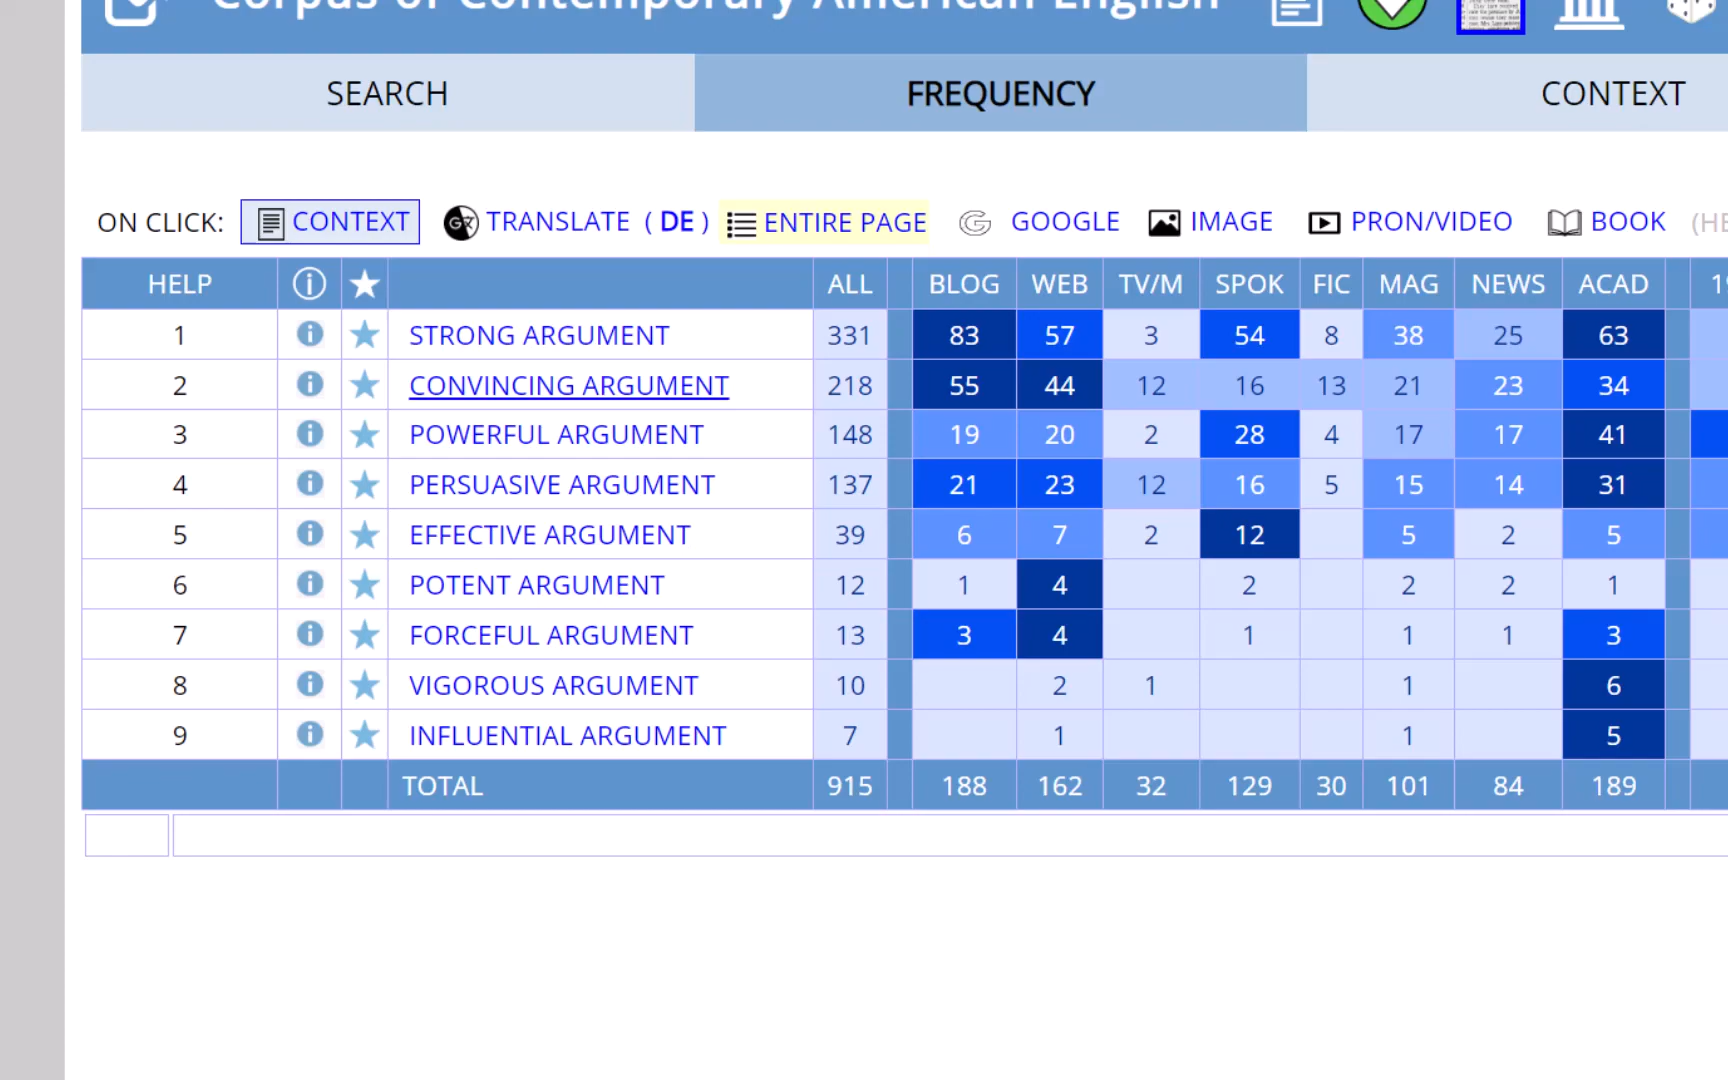 Corpus of Contemporary American English
SEARCH FREQUENCY CONTEXT
ON CLICK: CONTEXT TRANSLATE ( DE ) ENTIRE PAGE GOOGLE IMAGE PRON/VIDEO BOOK (HE
HELP ALL BLOG WEB TV/M SPOK FIC MAG NEWS ACAD
1 STRONG ARGUMENT 331 83 57 3 54 8 38 25 63
2 CONVINCING ARGUMENT 218 55 44 12 16 13 21 23 34
3 POWERFUL ARGUMENT 148 19 20 2 28 4 17 17 41
4 PERSUASIVE ARGUMENT 137 21 23 12 16 5 15 14 31
5 EFFECTIVE ARGUMENT 39 6 7 2 12 5 2 5
6 POTENT ARGUMENT 12 1 4 2 2 2 1
7 FORCEFUL ARGUMENT 13 3 4 1 1 1 3
8 VIGOROUS ARGUMENT 10 2 1 1 6
9 INFLUENTIAL ARGUMENT 7 1 1 5
TOTAL 915 188 162 32 129 30 101 84 189